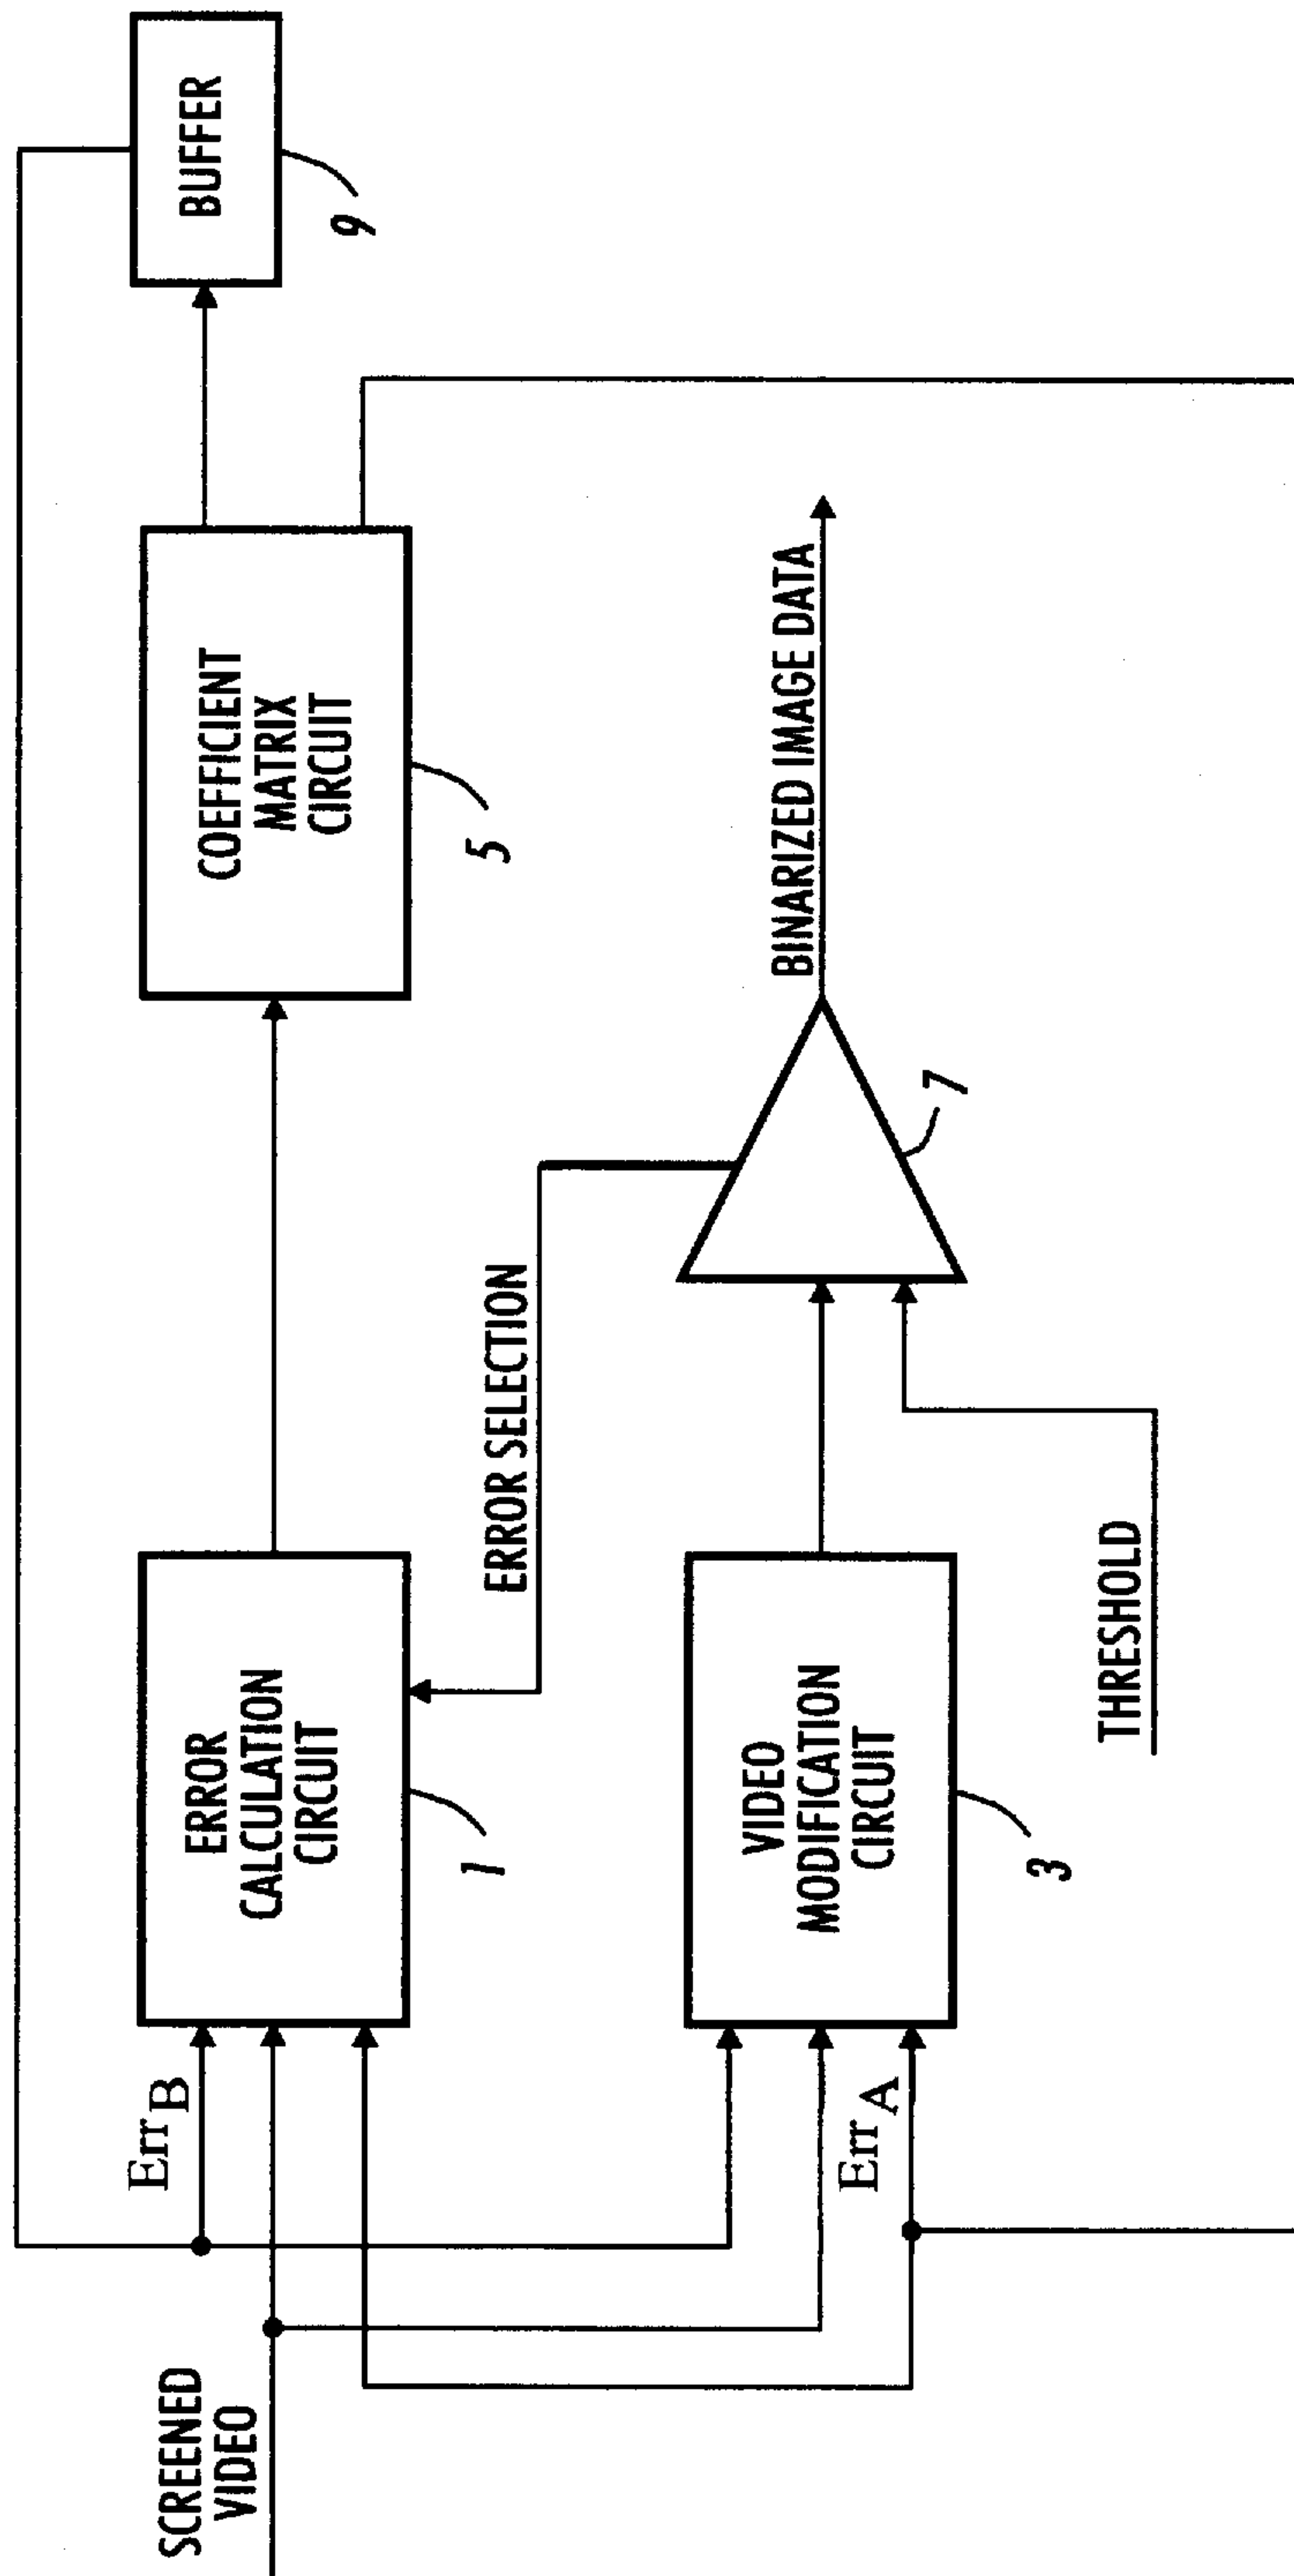 SCREENED
VIDEO
Err B
ERROR
CALCULATION
CIRCUIT
1
COEFFICIENT
MATRIX
CIRCUIT
5
BUFFER
9
ERROR SELECTION
Err A
VIDEO
MODIFICATION
CIRCUIT
3
7
BINARIZED IMAGE DATA
THRESHOLD